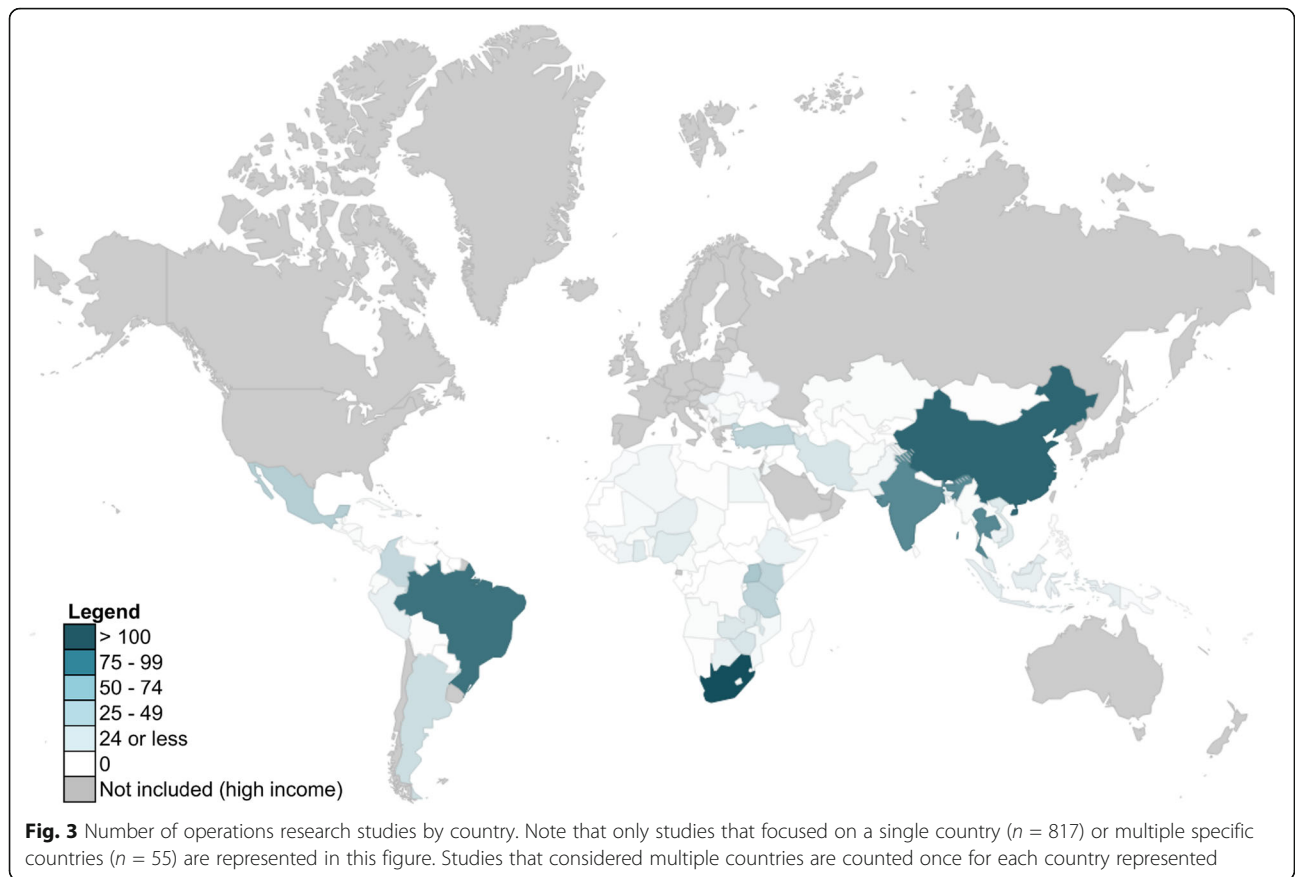 Legend
> 100
75 - 99
50 - 74
25 - 49
24 or less
0
Not included (high income)
Fig. 3 Number of operations research studies by country. Note that only studies that focused on a single country (n = 817) or multiple specific
countries (n = 55) are represented in this figure. Studies that considered multiple countries are counted once for each country represented